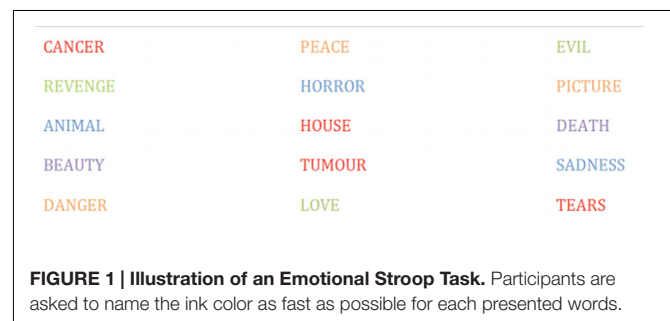 CANCER PEACE EVIL
REVENGE HORROR PICTURE
ANIMAL HOUSE DEATH
BEAUTY TUMOUR SADNESS
DANGER LOVE TEARS
FIGURE 1 | Illustration of an Emotional Stroop Task. Participants are
asked to name the ink color as fast as possible for each presented words.